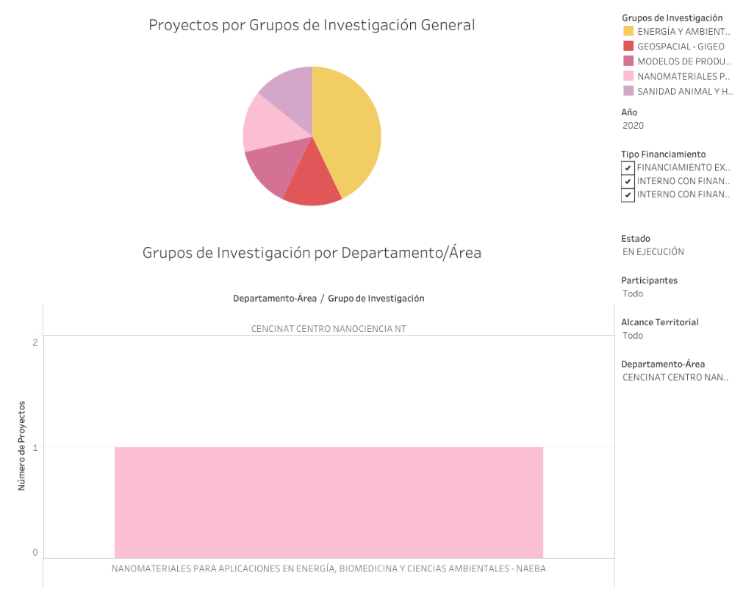 Proyectos por Grupos de Investigación General
Grupos de Investigación
ENERGÍA Y AMBIENT..
GEOSPACIAL - GIGEO
MODELOS DE PRODU..
NANOMATERIALES P..
SANIDAD ANIMAL Y H..
Año
2020
Tipo Financiamiento
FINANCIAMIENTO EX..
INTERNO CON FINAN..
INTERNO CON FINAN..
Estado
EN EJECUCIÓN
Participantes
Todo
Alcance Territorial
Todo
Departamento-Área
CENCINAT CENTRO NAN..
Grupos de Investigación por Departamento/Área
Departamento-Área / Grupo de Investigación
CENCINAT CENTRO NANOCIENCIA NT
2
1
0
Número de Proyectos
NANOMATERIALES PARA APLICACIONES EN ENERGÍA, BIOMEDICINA Y CIENCIAS AMBIENTALES - NAEBA